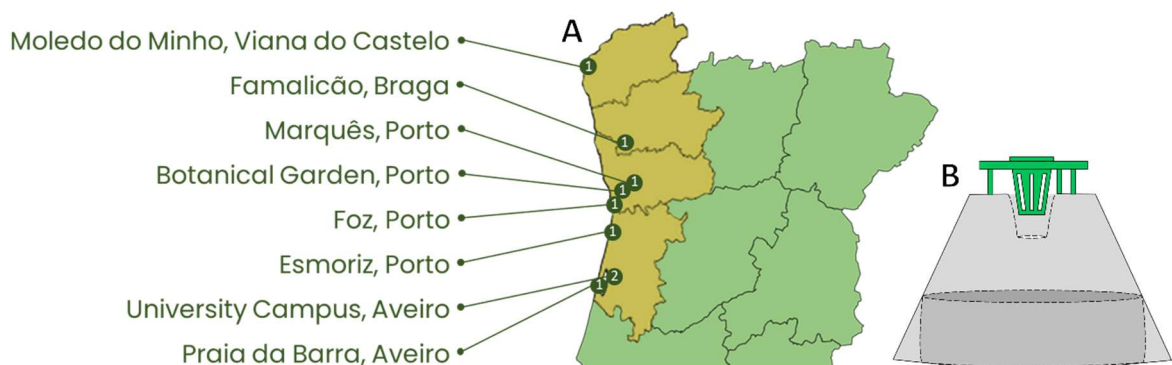 A
Moledo do Minho, Viana do Castelo
1
Famalicão, Braga
1
Marquês, Porto
1
Botanical Garden, Porto
1
Foz, Porto
1
Esmoriz, Porto
1
University Campus, Aveiro
2
Praia da Barra, Aveiro
1
B